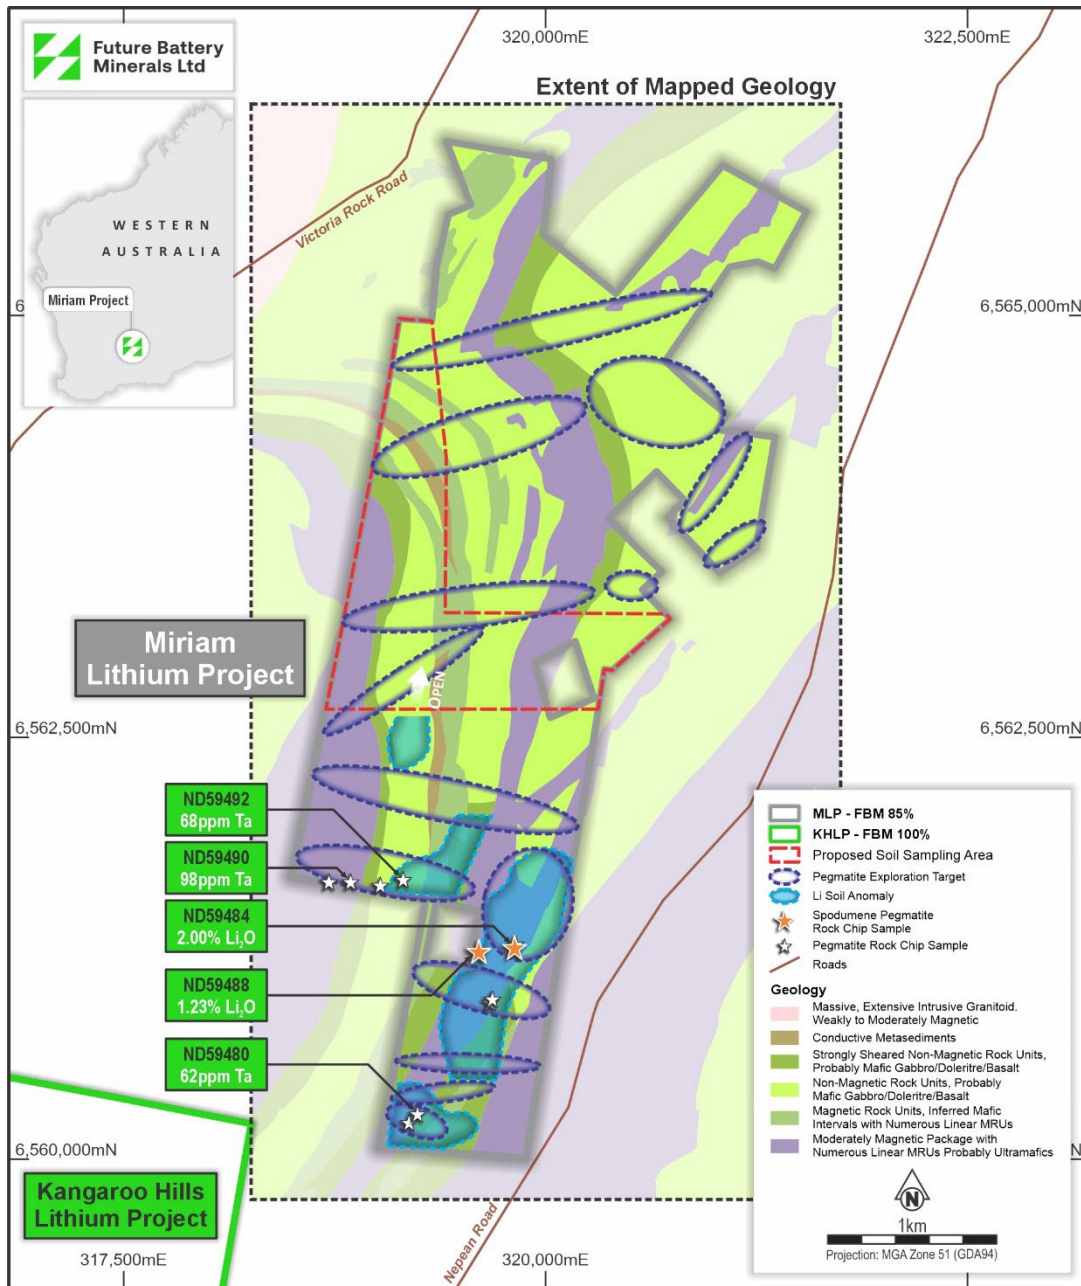 320,000mE
322,500mE
Future Battery
Minerals Ltd
Extent of Mapped Geology
WESTERN
AUSTRALIA
Miriam Project
Victoria Rock Road
6
6,565,000mN
Miriam
Lithium Project
OPEN
6,562,500mN
6,562,500mN
ND59492
68ppm Ta
ND59490
98ppm Ta
ND59484
2.00% Li₂O
ND59488
1.23% Li₂O
ND59480
62ppm Ta
MLP - FBM 85%
KHLP - FBM 100%
Proposed Soil Sampling Area
Pegmatite Exploration Target
Li Soil Anomaly
Spodumene Pegmatite
Rock Chip Sample
Pegmatite Rock Chip Sample
Roads
Geology
Massive, Extensive Intrusive Granitoid.
Weakly to Moderately Magnetic
Conductive Metasediments
Strongly Sheared Non-Magnetic Rock Units,
Probably Mafic Gabbro/Doleritre/Basalt
Non-Magnetic Rock Units, Probably
Mafic Gabbro/Doleritre/Basalt
Magnetic Rock Units, Inferred Mafic
Intervals with Numerous Linear MRUs
Moderately Magnetic Package with
Numerous Linear MRUs Probably Ultramafics
N
1km
Projection: MGA Zone 51 (GDA94)
6,560,000mN
N
Kangaroo Hills
Lithium Project
Nepean Road
317,500mE
320,000mE